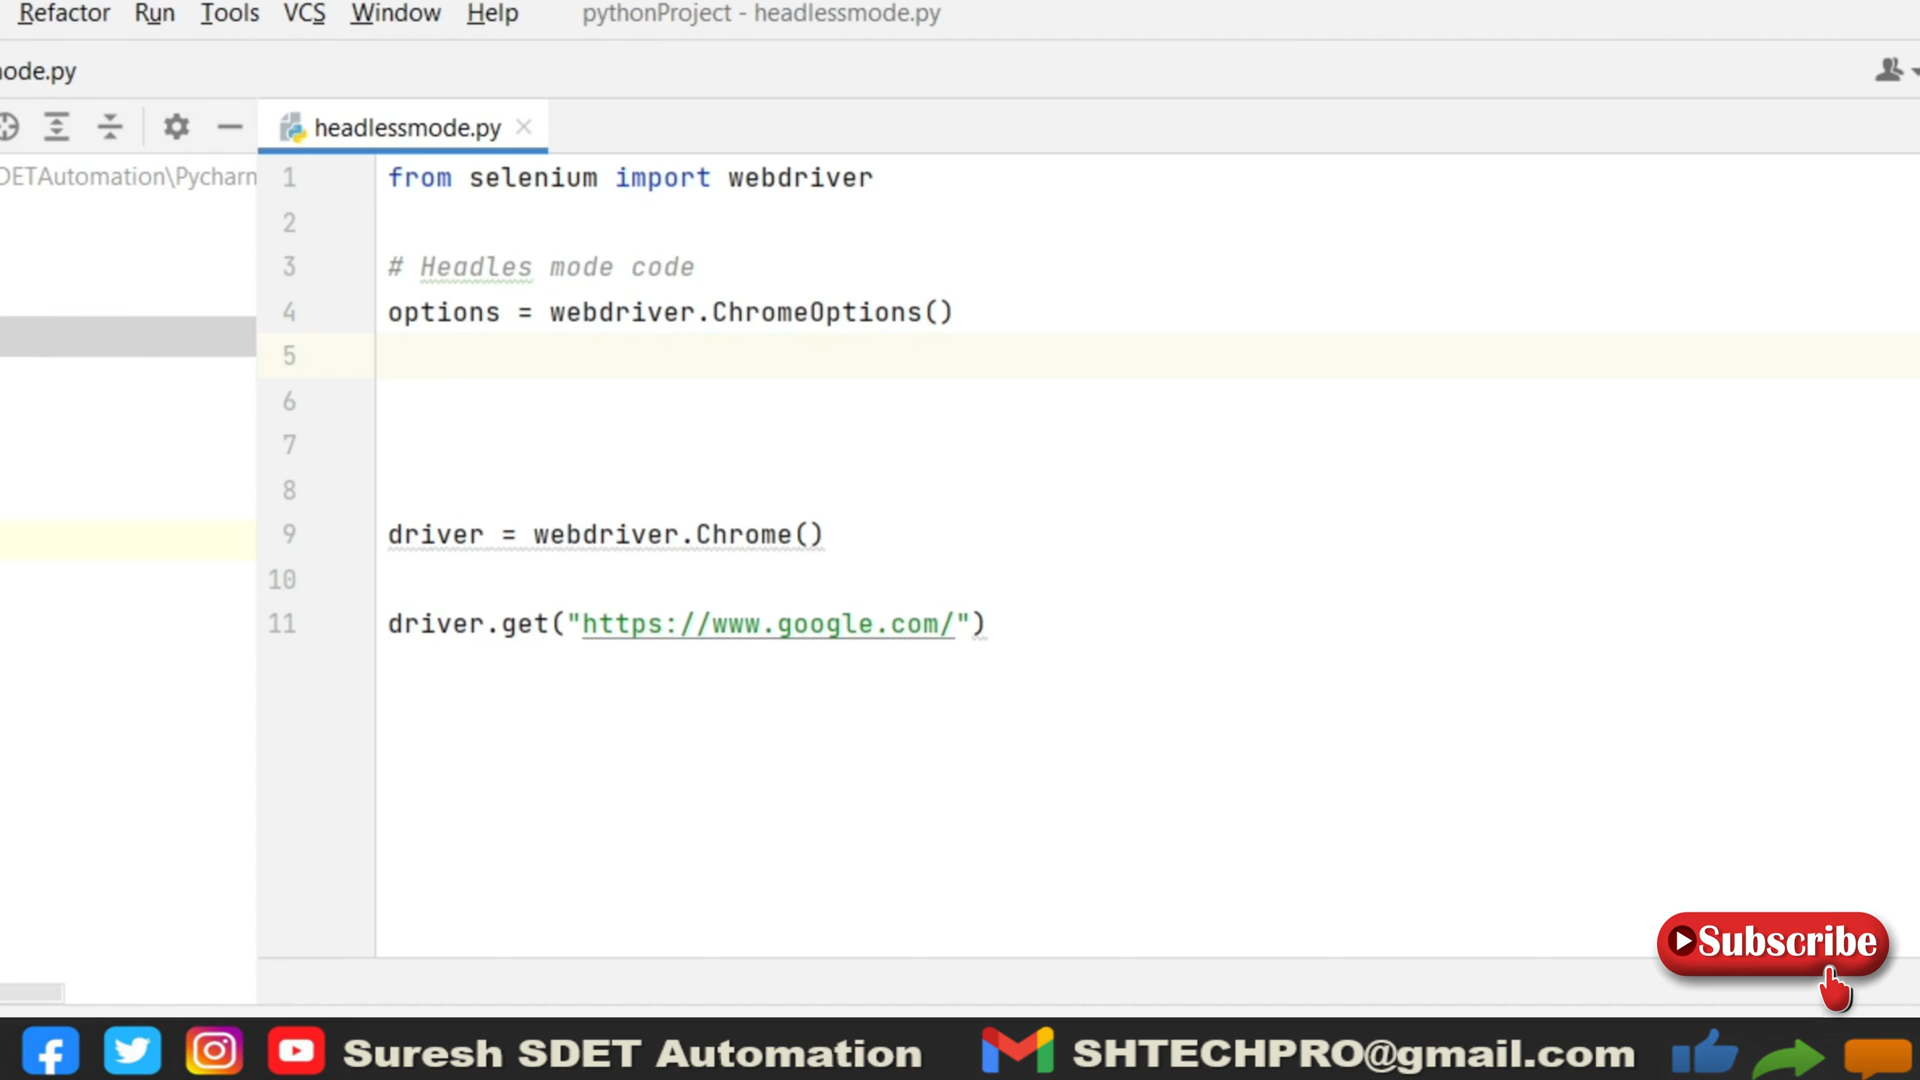 Refactor Run Tools VCS Window Help pythonProject - headlessmode.py
ode.py
headlessmode.py
DETAutomation\Pycharm
1 from selenium import webdriver
2
3 # Headles mode code
4 options = webdriver.ChromeOptions()
5
6
7
8
9 driver = webdriver.Chrome()
10
11 driver.get("https://www.google.com/")
Subscribe
Suresh SDET Automation SHTECHPRO@gmail.com